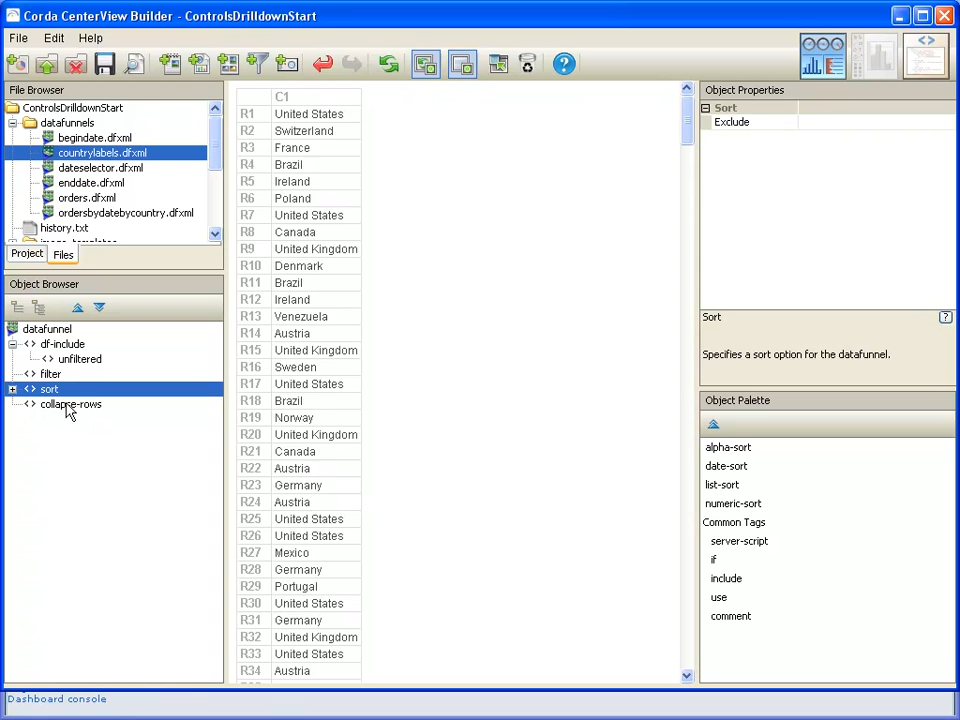 Corda CenterView Builder - ControlsDrilldownStart
File Edit Help
File Browser
ControlsDrilldownStart
datafunnels
begindate.dfxml
countrylabels.dfxml
dateselector.dfxml
enddate.dfxml
orders.dfxml
ordersbydatebycountry.dfxml
history.txt
Project Files
Object Browser
datafunnel
df-include
unfiltered
filter
sort
collapse-rows
C1
R1 United States
R2 Switzerland
R3 France
R4 Brazil
R5 Ireland
R6 Poland
R7 United States
R8 Canada
R9 United Kingdom
R10 Denmark
R11 Brazil
R12 Ireland
R13 Venezuela
R14 Austria
R15 United Kingdom
R16 Sweden
R17 United States
R18 Brazil
R19 Norway
R20 United Kingdom
R21 Canada
R22 Austria
R23 Germany
R24 Austria
R25 United States
R26 United States
R27 Mexico
R28 Germany
R29 Portugal
R30 United States
R31 Germany
R32 United Kingdom
R33 United States
R34 Austria
Object Properties
Sort
Exclude
Sort
Specifies a sort option for the datafunnel.
Object Palette
alpha-sort
date-sort
list-sort
numeric-sort
Common Tags
server-script
if
include
use
comment
Dashboard console